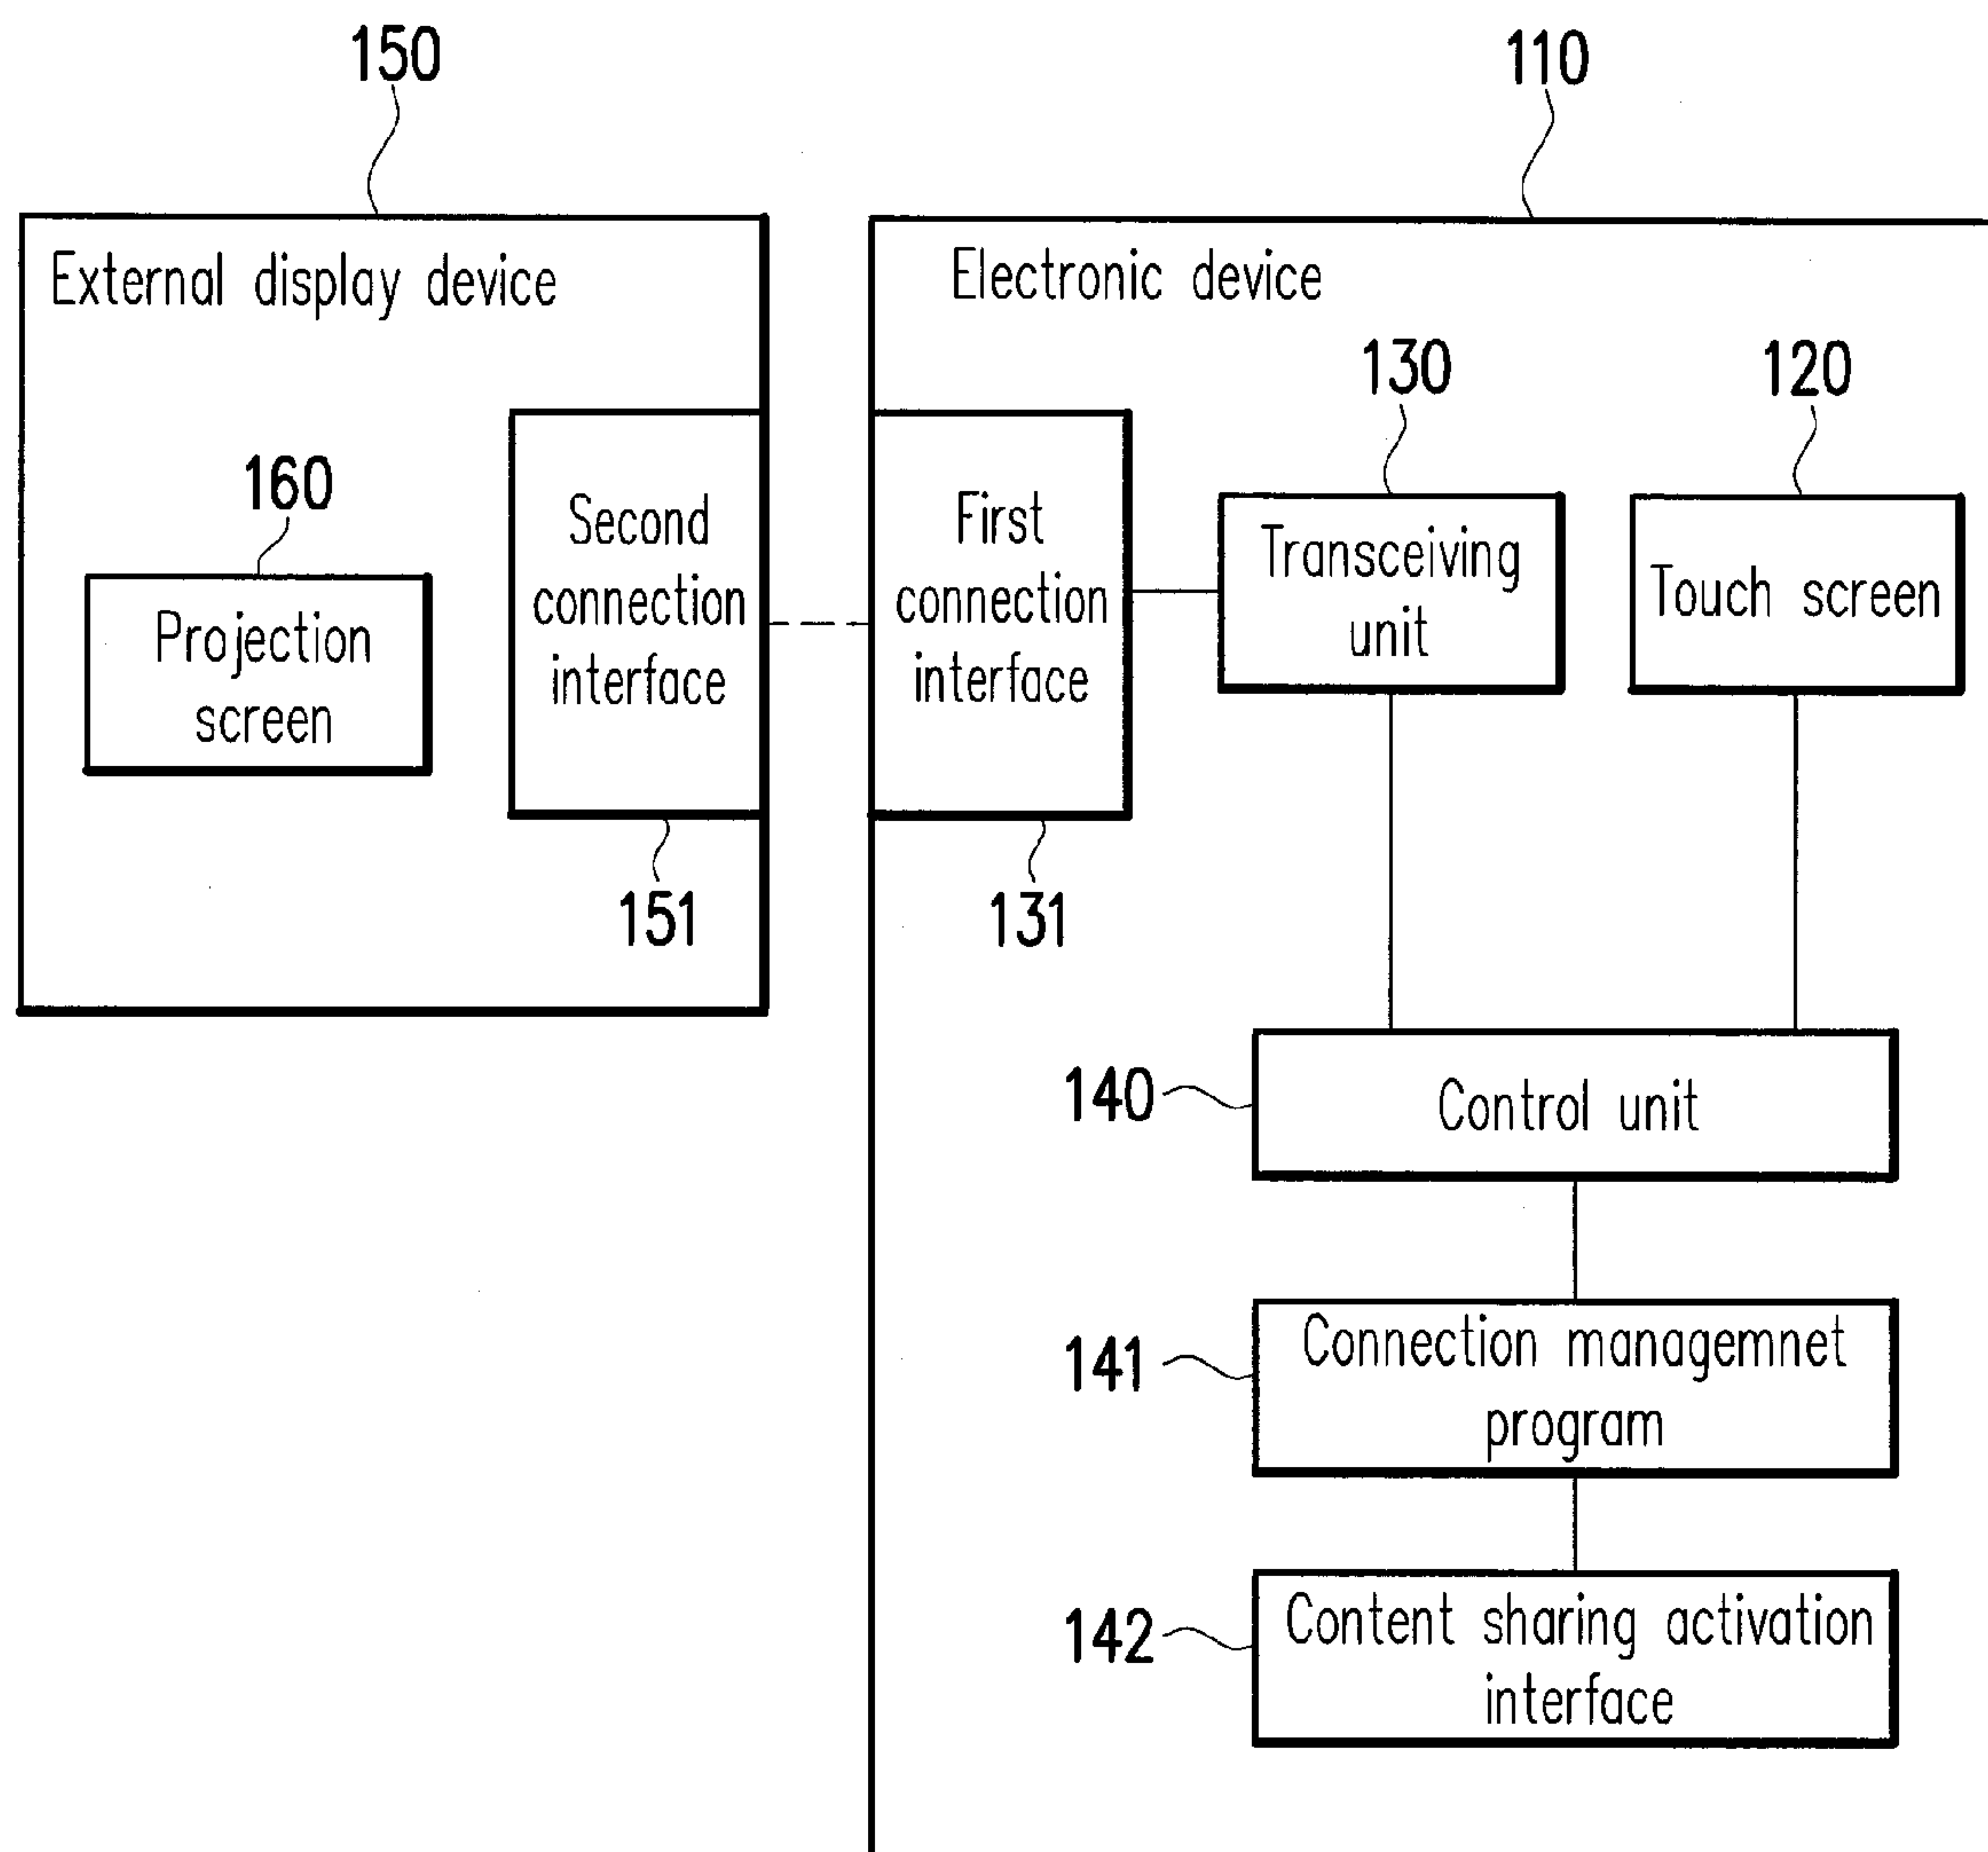 150
110
External display device
Electronic device
130
120
160
Second
connection
interface
First
connection
interface
Transceiving
unit
Touch screen
Projection
screen
151
131
140
Control unit
141
Connection managemnet
program
142
Content sharing activation
interface